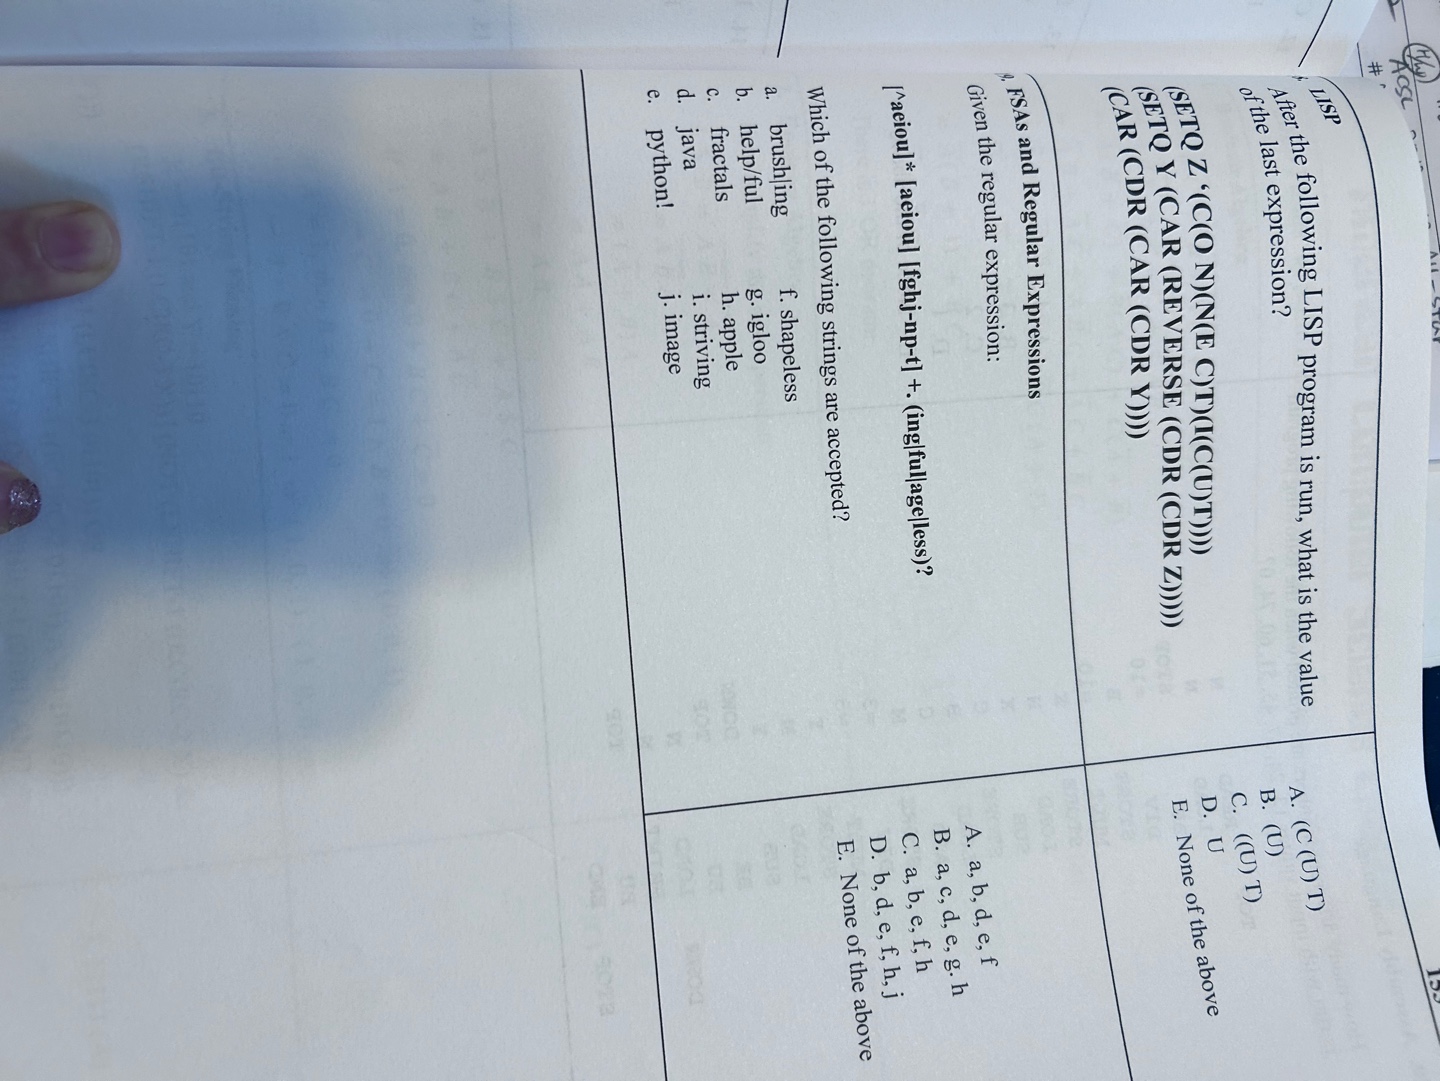 H/w
ACSL
#
153
LISP
After the following LISP program is run, what is the value
of the last expression?
(SETQ Z ‘(C(O N)(N(E C)T)(I(C(U)T))))
(SETQ Y (CAR (REVERSE (CDR (CDR Z)))))
(CAR (CDR (CAR (CDR Y))))
A. (C (U) T)
B. (U)
C. ((U) T)
D. U
E. None of the above
9. FSAs and Regular Expressions
Given the regular expression:
[^aeiou]* [aeiou] [fghj-np-t] +. (ing|ful|age|less)?
Which of the following strings are accepted?
a. brush|ing
b. help/ful
c. fractals
d. java
e. python!
f. shapeless
g. igloo
h. apple
i. striving
j. image
A. a, b, d, e, f
B. a, c, d, e, g. h
C. a, b, e, f, h
D. b, d, e, f, h, j
E. None of the above